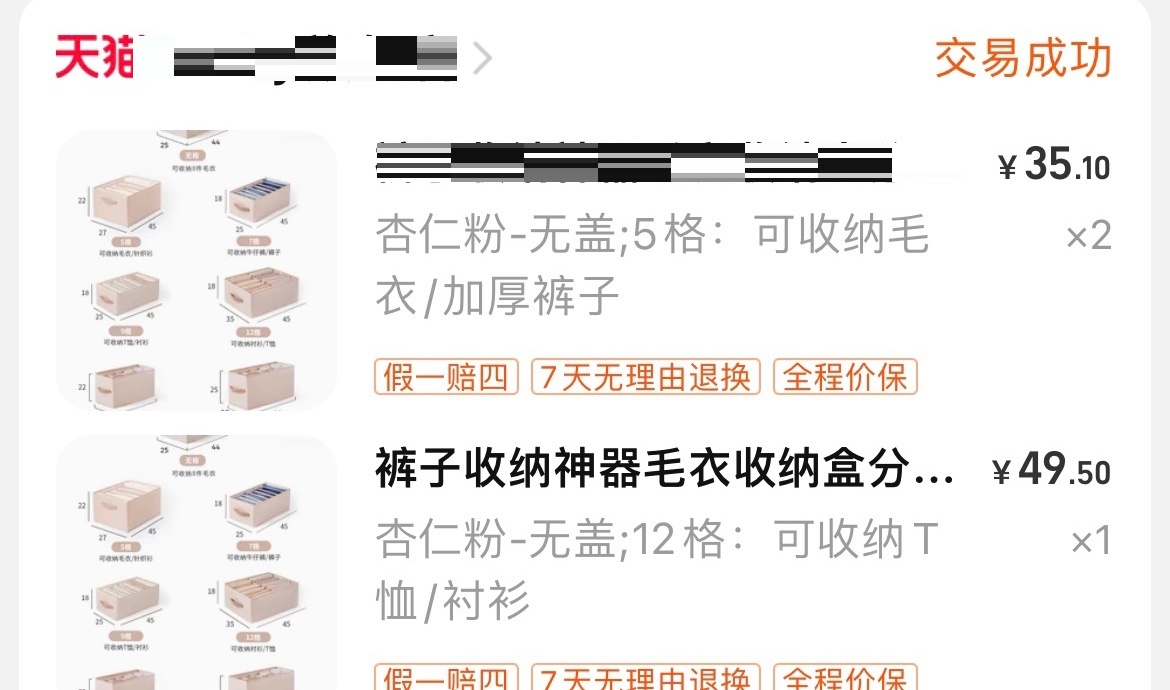 天猫
交易成功
¥35.10
杏仁粉-无盖;5格：可收纳毛
衣/加厚裤子
×2
假一赔四 7天无理由退换 全程价保
25 44
无格
可收纳8件毛衣
22 27 45
5格
可收纳毛衣/针织衫
18 25 45
7格
可收纳牛仔裤/裤子
18 25 45
9格
可收纳T恤/衬衫
18 35 45
12格
可收纳衬衫/T恤
22
25
裤子收纳神器毛衣收纳盒分...
¥49.50
杏仁粉-无盖;12格：可收纳T
恤/衬衫
×1
假一赔四 7天无理由退换 全程价保
25 44
无格
可收纳8件毛衣
22 27 45
5格
可收纳毛衣/针织衫
18 25 45
7格
可收纳牛仔裤/裤子
18 25 45
9格
可收纳T恤/衬衫
18 35 45
12格
可收纳衬衫/T恤